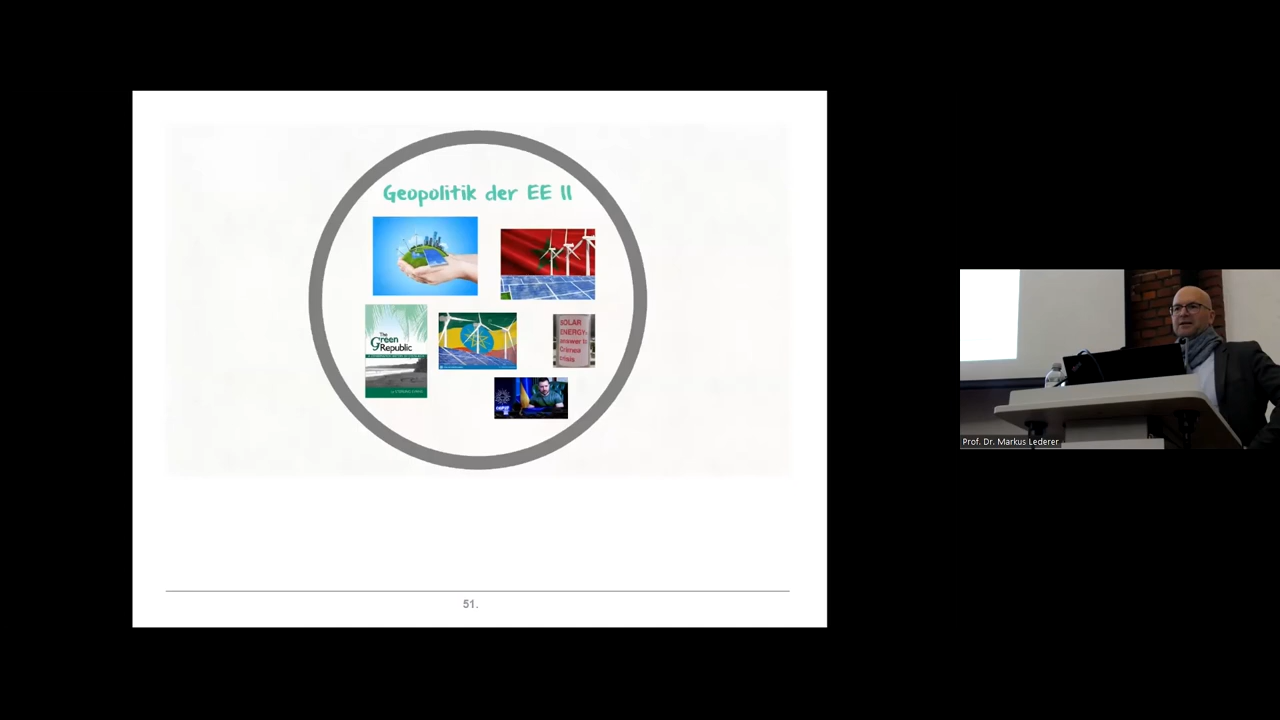 Geopolitik der EE II
The
Green
Republic
SOLAR
ENERGY-
answer to
Crimea
crisis
51.
Prof. Dr. Markus Lederer